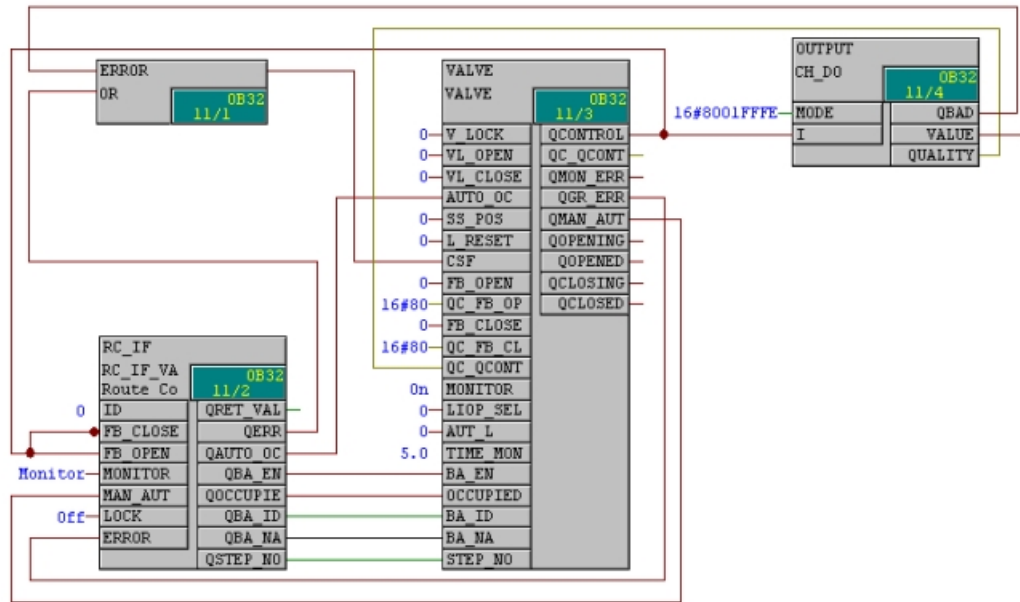 ERROR
OR
OB32
11/1
VALVE
VALVE
OB32
11/3
0 V_LOCK QCONTROL
0 VL_OPEN QC_QCONT
0 VL_CLOSE QMON_ERR
AUTO_OC QGR_ERR
0 SS_POS QMAN_AUT
0 L_RESET QOPENING
CSF QOPENED
0 FB_OPEN QCLOSING
16#80 QC_FB_OP QCLOSED
0 FB_CLOSE
16#80 QC_FB_CL
QC_QCONT
On MONITOR
0 LIOP_SEL
0 AUT_L
5.0 TIME_MON
BA_EN
OCCUPIED
BA_ID
BA_NA
STEP_NO
OUTPUT
CH_DO
OB32
11/4
16#8001FFFE MODE QBAD
I VALUE
QUALITY
RC_IF
RC_IF_VA
Route Co
OB32
11/2
0 ID QRET_VAL
FB_CLOSE QERR
FB_OPEN QAUTO_OC
Monitor MONITOR QBA_EN
MAN_AUT QOCCUPIE
Off LOCK QBA_ID
ERROR QBA_NA
QSTEP_NO